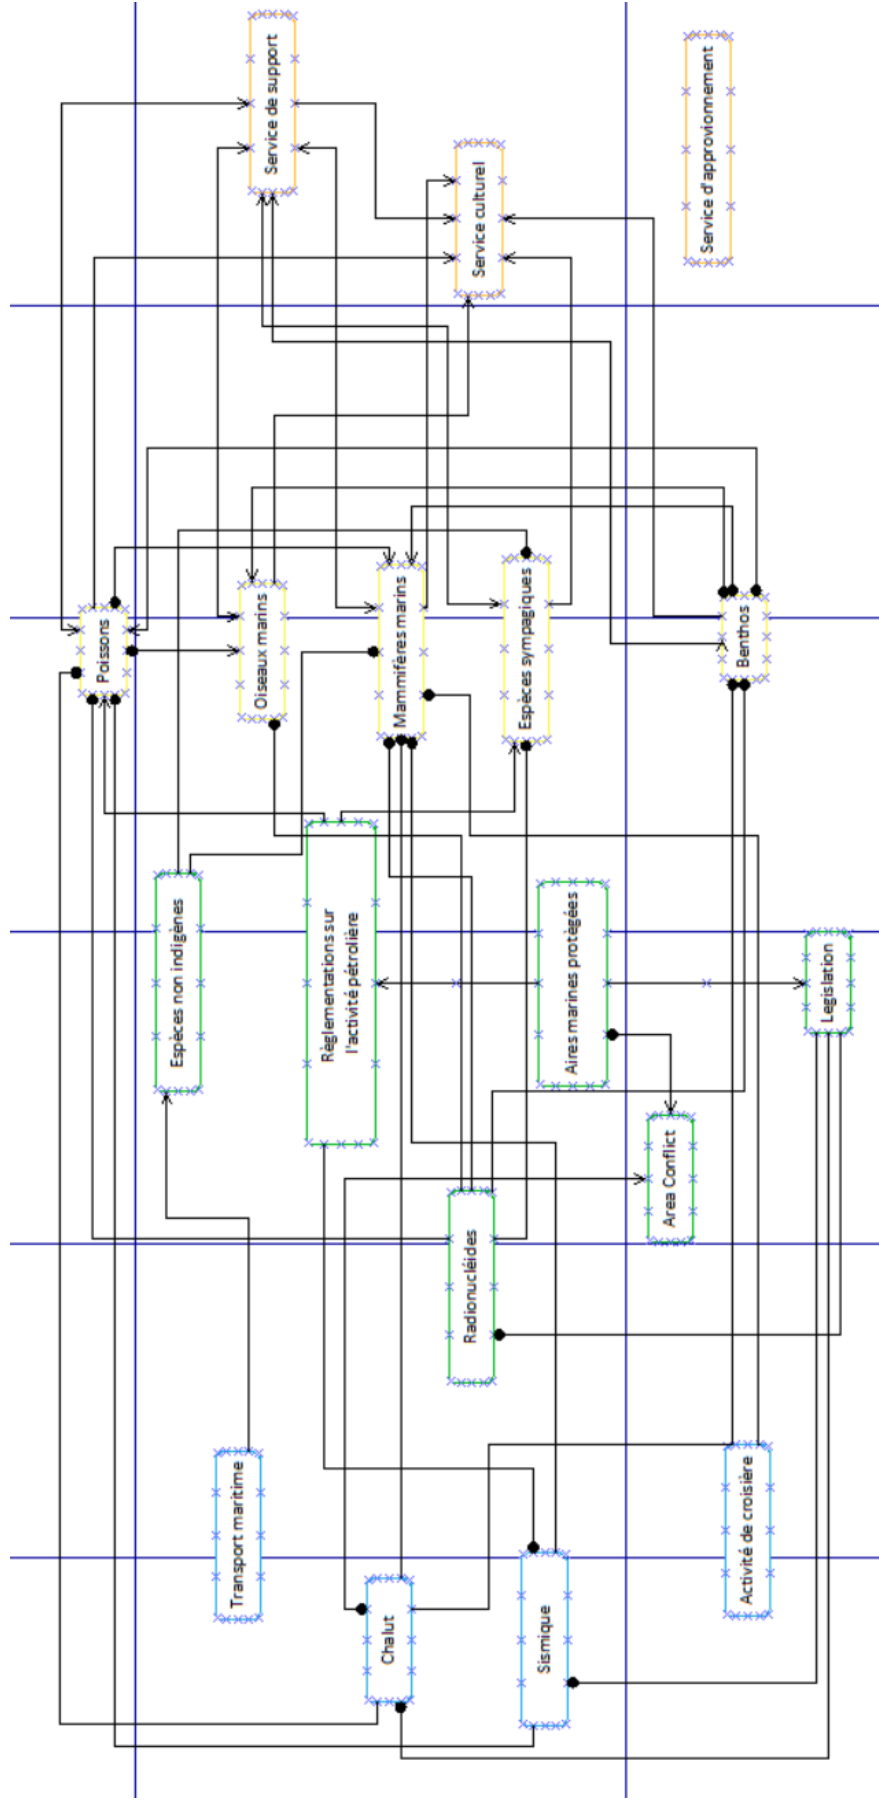 Transport maritime
Chalut
Sismique
Activité de croisière
Espèces non indigènes
Règlementations sur
l'activité pétrolière
Radionucléides
Aires marines protégées
Area Conflict
Legislation
Poissons
Oiseaux marins
Mammifères marins
Espèces sympagiques
Benthos
Service de support
Service culturel
Service d'approvionnement